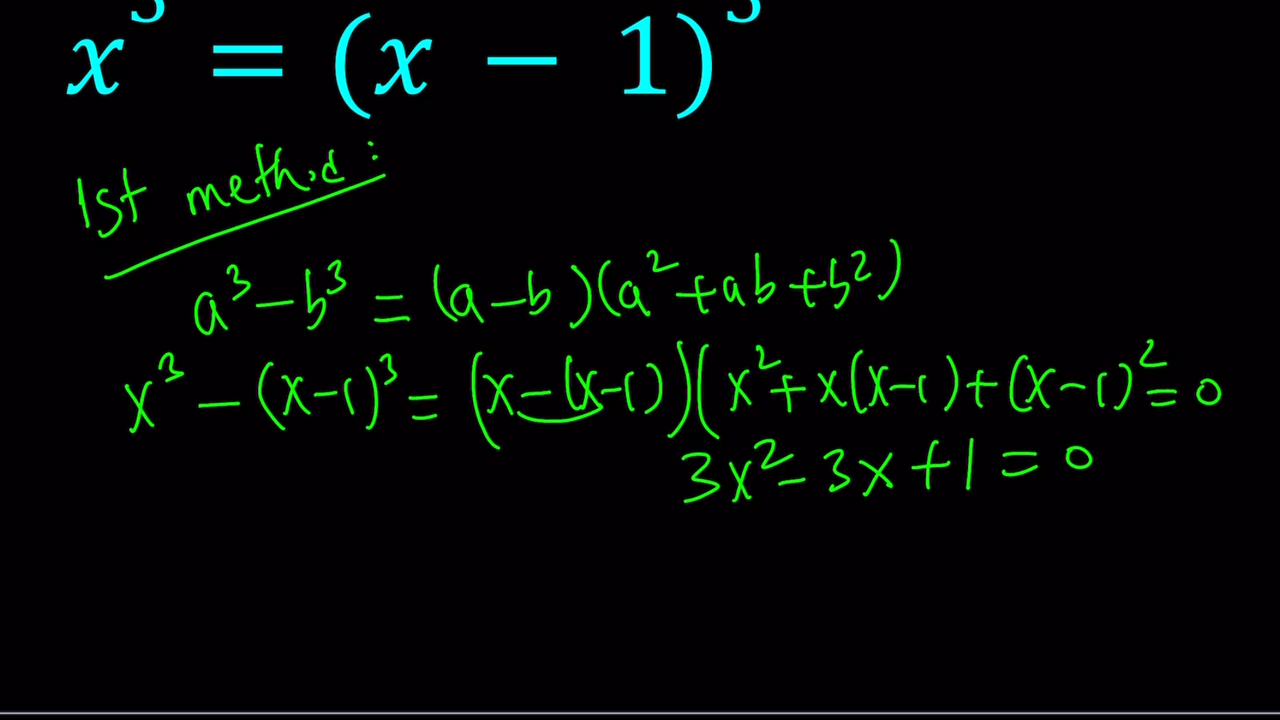 x³ = (x − 1)³
1st method:
a³ − b³ = (a − b)(a² + ab + b²)
x³ − (x−1)³ = (x − (x−1))(x² + x(x−1) + (x−1)² = 0
3x² − 3x + 1 = 0